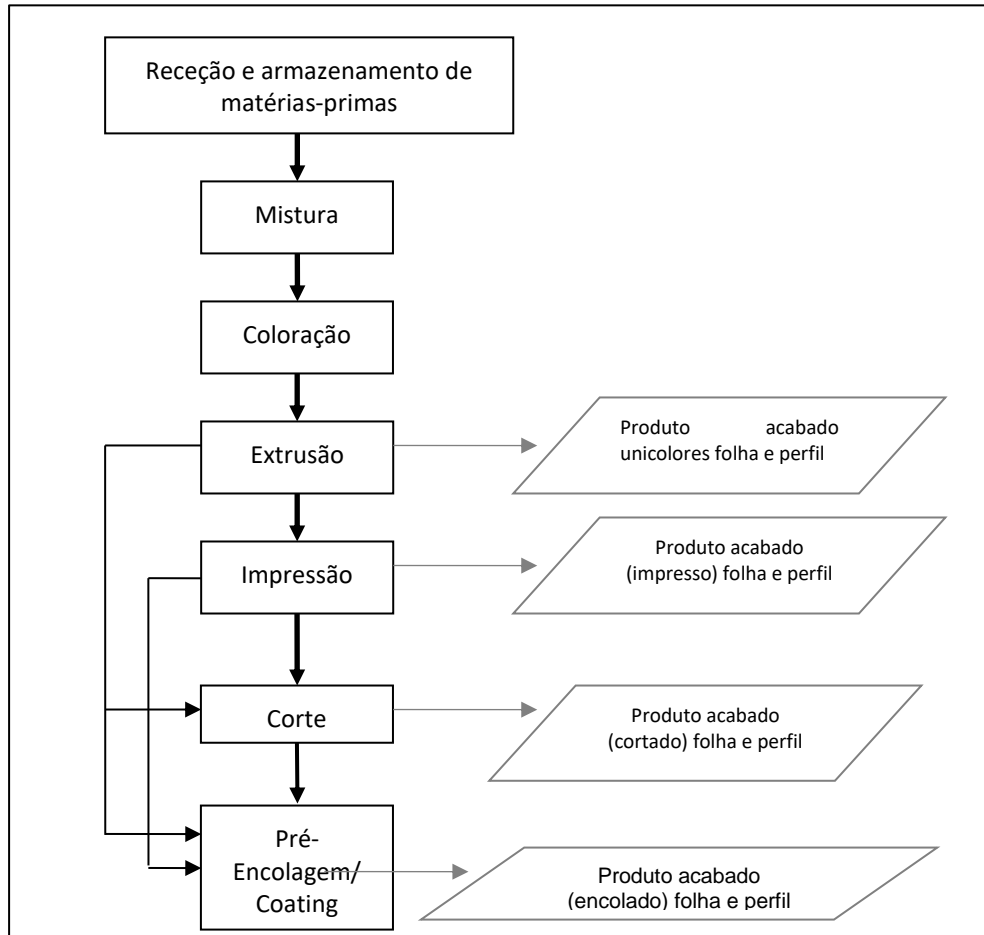 Receção e armazenamento de
matérias-primas
Mistura
Coloração
Extrusão
Produto acabado
unicolores folha e perfil
Impressão
Produto acabado
(impresso) folha e perfil
Corte
Produto acabado
(cortado) folha e perfil
Pré-
Encolagem/
Coating
Produto acabado
(encolado) folha e perfil